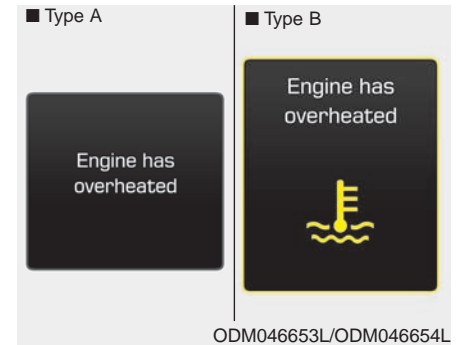 ■ Type A
Engine has
overheated
■ Type B
Engine has
overheated
ODM046653L/ODM046654L